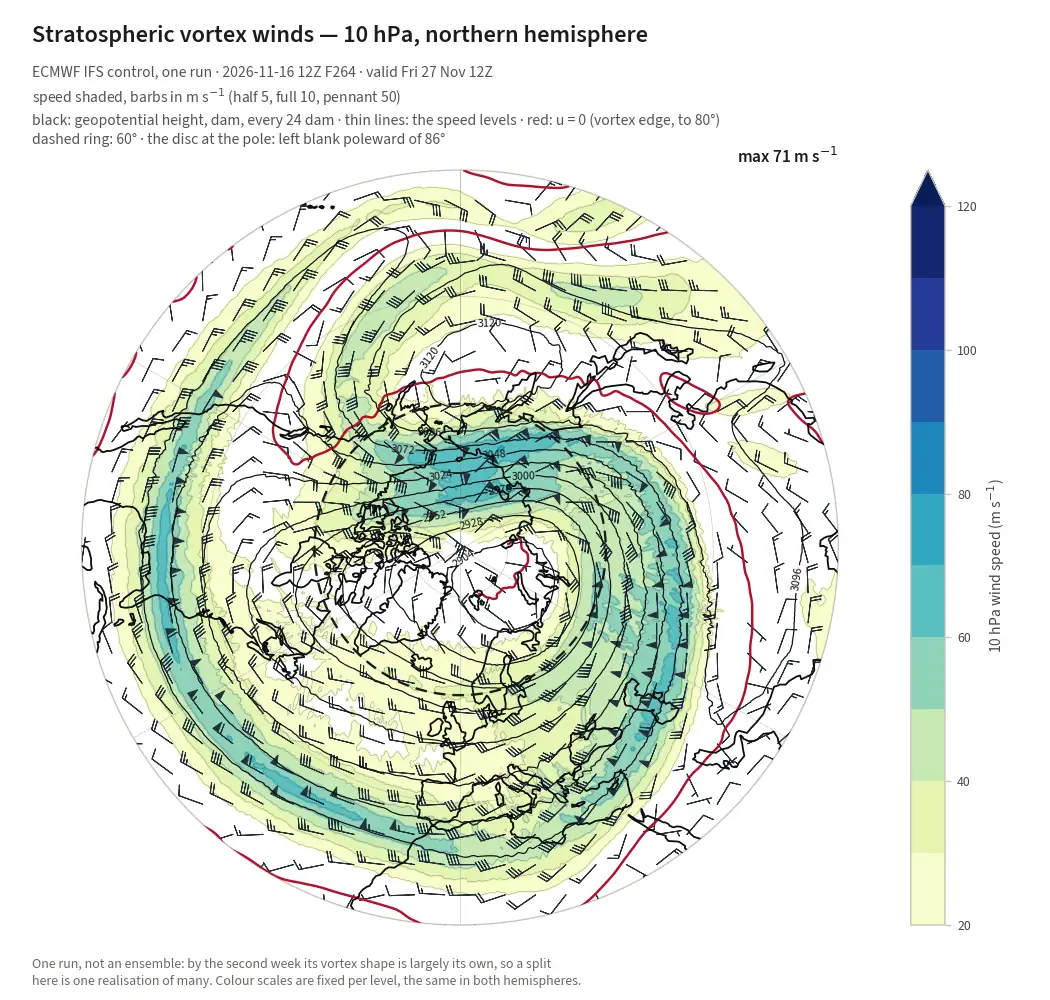 Stratospheric vortex winds — 10 hPa, northern hemisphere
ECMWF IFS control, one run · 2026-11-16 12Z F264 · valid Fri 27 Nov 12Z
speed shaded, barbs in m s⁻¹ (half 5, full 10, pennant 50)
black: geopotential height, dam, every 24 dam · thin lines: the speed levels · red: u = 0 (vortex edge, to 80°)
dashed ring: 60° · the disc at the pole: left blank poleward of 86°
max 71 m s⁻¹
120
100
80
60
40
20
10 hPa wind speed (m s⁻¹)
3120
3120
3072
3048
3024
3000
2952
2928
3096
One run, not an ensemble: by the second week its vortex shape is largely its own, so a split
here is one realisation of many. Colour scales are fixed per level, the same in both hemispheres.